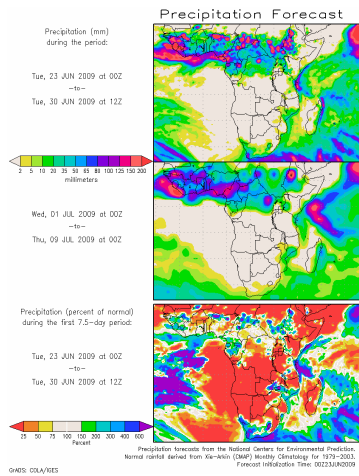 Precipitation Forecast
Precipitation (mm)
during the period:
Tue, 23 JUN 2009 at 00Z
-to-
Tue, 30 JUN 2009 at 12Z
2 5 10 20 35 50 65 80 100 125 150 200
millimeters
Wed, 01 JUL 2009 at 00Z
-to-
Thu, 09 JUL 2009 at 00Z
Precipitation (percent of normal)
during the first 7.5-day period:
Tue, 23 JUN 2009 at 00Z
-to-
Tue, 30 JUN 2009 at 12Z
25 50 75 100 150 200 400 600
Percent
Precipitation forecasts from the National Centers for Environmental Prediction.
Normal rainfall derived from Xie-Arkin (CMAP) Monthly Climatology for 1979-2003.
Forecast Initialization Time: 00Z23JUN2009
GrADS: COLA/IGES